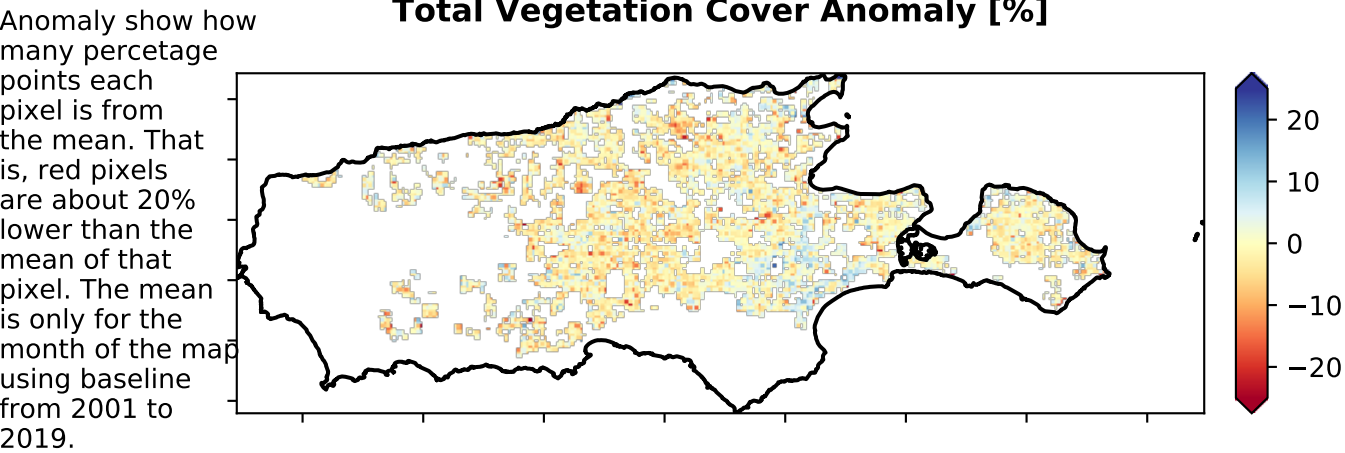 Total Vegetation Cover Anomaly [%]
Anomaly show how
many percetage
points each
pixel is from
the mean. That
is, red pixels
are about 20%
lower than the
mean of that
pixel. The mean
is only for the
month of the map
using baseline
from 2001 to
2019.
20
10
0
−10
−20